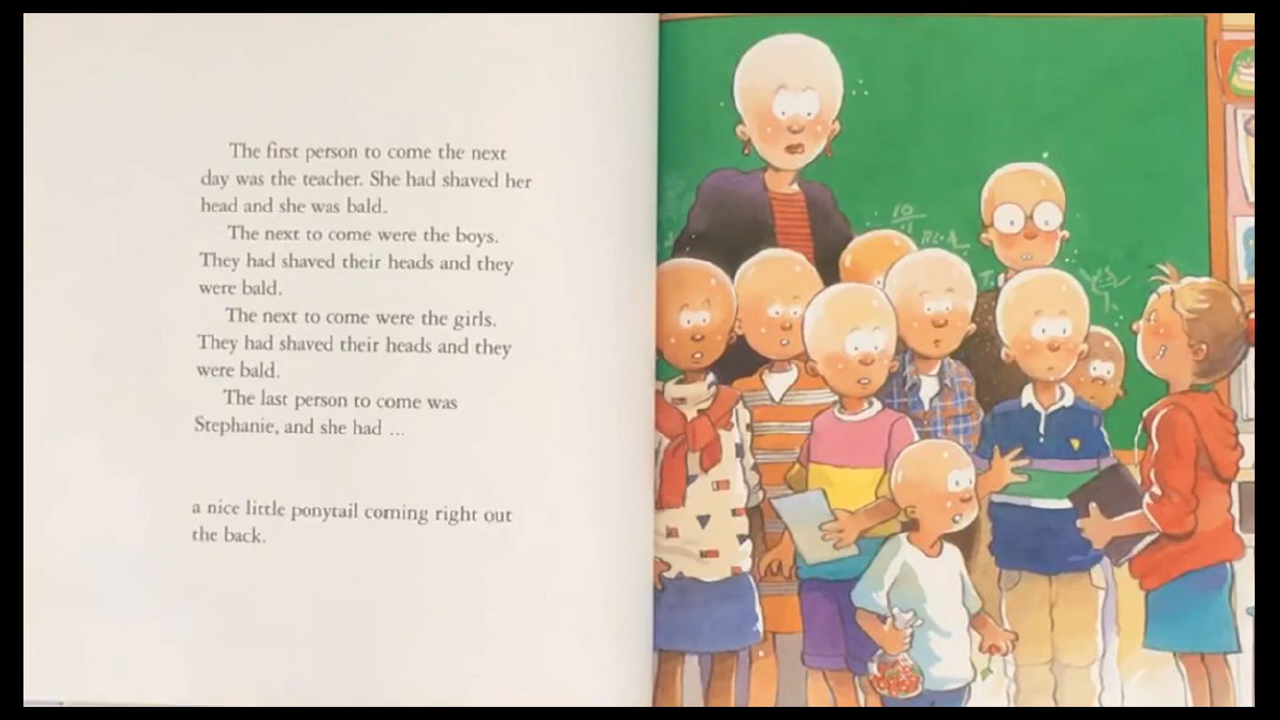 The first person to come the next
day was the teacher. She had shaved her
head and she was bald.
The next to come were the boys.
They had shaved their heads and they
were bald.
The next to come were the girls.
They had shaved their heads and they
were bald.
The last person to come was
Stephanie, and she had ...
a nice little ponytail coming right out
the back.
10
11